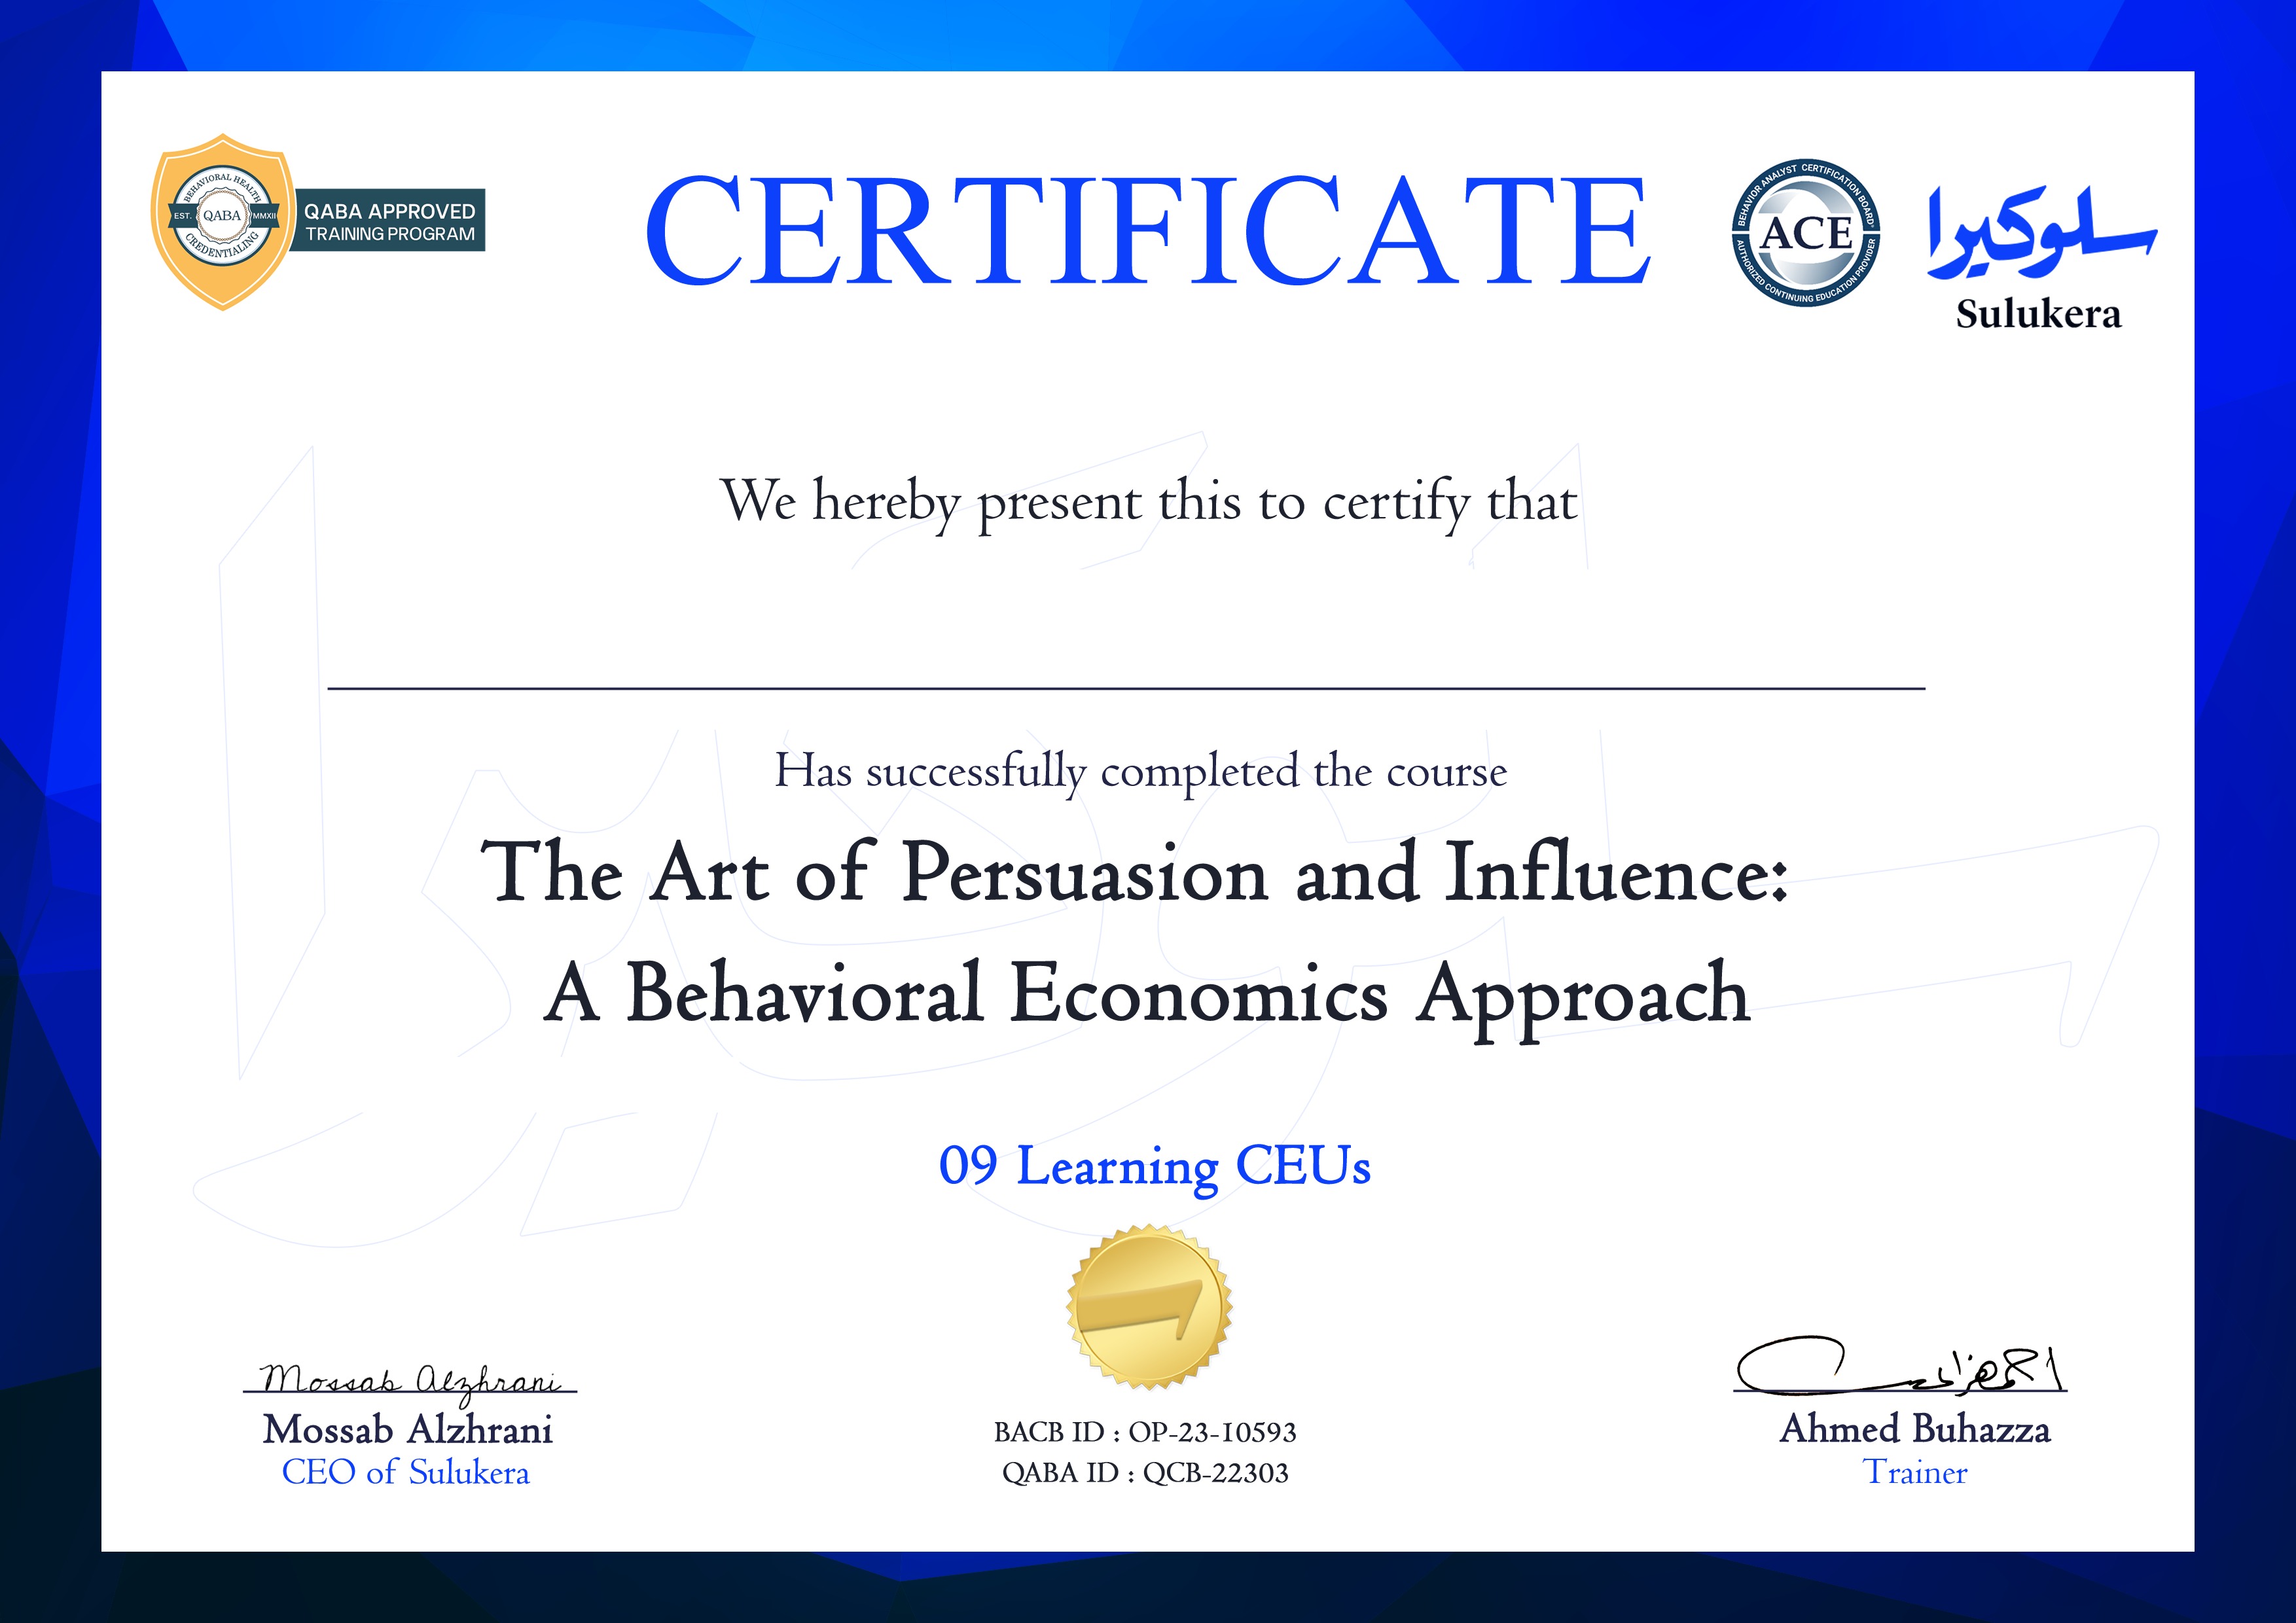 BEHAVIORAL HEALTH
EST. QABA MMXII
CREDENTIALING
QABA APPROVED
TRAINING PROGRAM
CERTIFICATE
BEHAVIOR ANALYST CERTIFICATION BOARD®
ACE
AUTHORIZED CONTINUING EDUCATION PROVIDER
سلوكيرا
Sulukera
We hereby present this to certify that
Has successfully completed the course
The Art of Persuasion and Influence:
A Behavioral Economics Approach
09 Learning CEUs
Mossab Alzhrani
Mossab Alzhrani
CEO of Sulukera
BACB ID : OP-23-10593
QABA ID : QCB-22303
Ahmed Buhazza
Trainer